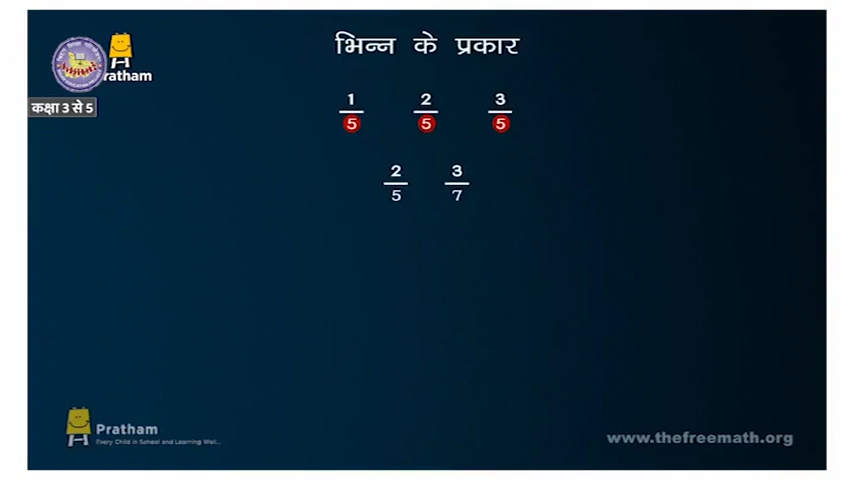 भिन्न के प्रकार
Pratham
कक्षा 3 से 5
1/5 2/5 3/5
2/5 3/7
Pratham
Every Child in School and Learning Well...
www.thefreemath.org